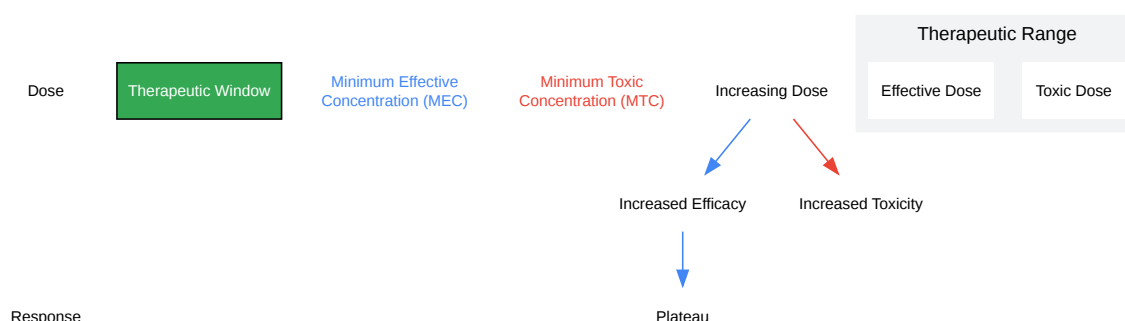 Therapeutic Range
Dose
Therapeutic Window
Minimum Effective
Concentration (MEC)
Minimum Toxic
Concentration (MTC)
Increasing Dose
Effective Dose
Toxic Dose
Increased Efficacy
Increased Toxicity
Response
Plateau